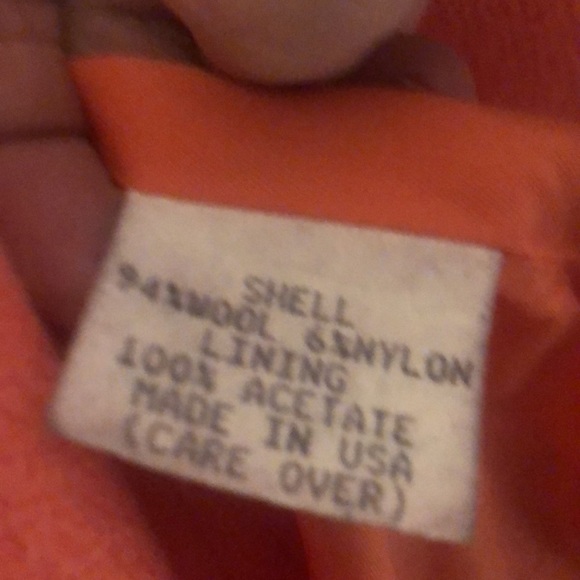 SHELL
94%WOOL 6%NYLON
LINING
100% ACETATE
MADE IN USA
(CARE OVER)